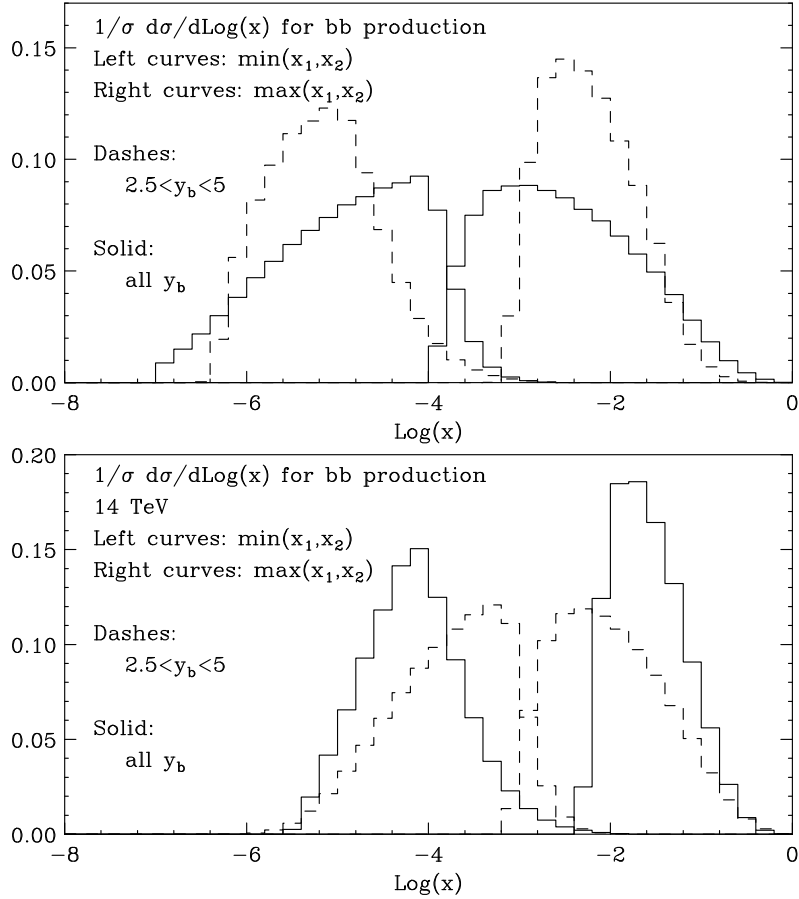 1/σ dσ/dLog(x) for bb production
Left curves: min(x₁,x₂)
Right curves: max(x₁,x₂)
Dashes:
2.5<y_b<5
Solid:
all y_b
0.15
0.10
0.05
0.00
−8 −6 −4 −2 0
Log(x)
0.20
1/σ dσ/dLog(x) for bb production
14 TeV
Left curves: min(x₁,x₂)
Right curves: max(x₁,x₂)
Dashes:
2.5<y_b<5
Solid:
all y_b
0.15
0.10
0.05
0.00
−8 −6 −4 −2 0
Log(x)